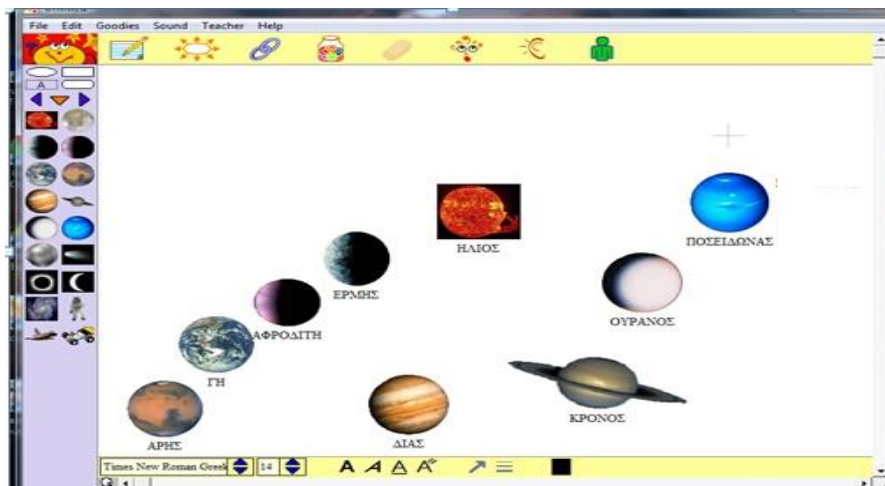 File Edit Goodies Sound Teacher Help
A
ΗΛΙΟΣ
ΠΟΣΕΙΔΩΝΑΣ
ΕΡΜΗΣ
ΟΥΡΑΝΟΣ
ΑΦΡΟΔΙΤΗ
ΓΗ
ΚΡΟΝΟΣ
ΑΡΗΣ
ΔΙΑΣ
Times New Roman Greek 14 A A A A